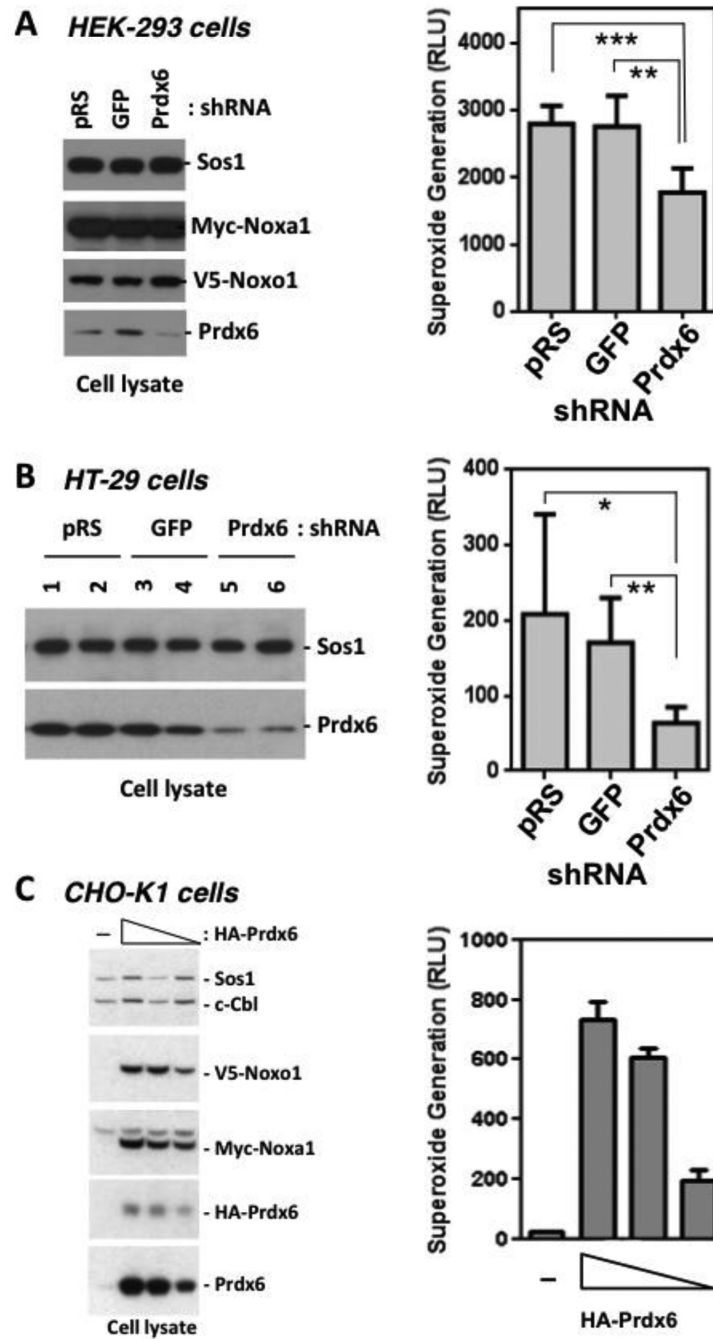 A HEK-293 cells
pRS
GFP
Prdx6
: shRNA
- Sos1
- Myc-Noxa1
- V5-Noxo1
- Prdx6
Cell lysate
Superoxide Generation (RLU)
4000
3000
2000
1000
0
***
**
pRS
GFP
Prdx6
shRNA
B HT-29 cells
pRS GFP Prdx6 : shRNA
1 2 3 4 5 6
- Sos1
- Prdx6
Cell lysate
Superoxide Generation (RLU)
400
300
200
100
0
*
**
pRS
GFP
Prdx6
shRNA
C CHO-K1 cells
– : HA-Prdx6
- Sos1
- c-Cbl
- V5-Noxo1
- Myc-Noxa1
- HA-Prdx6
- Prdx6
Cell lysate
Superoxide Generation (RLU)
1000
800
600
400
200
0
–
HA-Prdx6